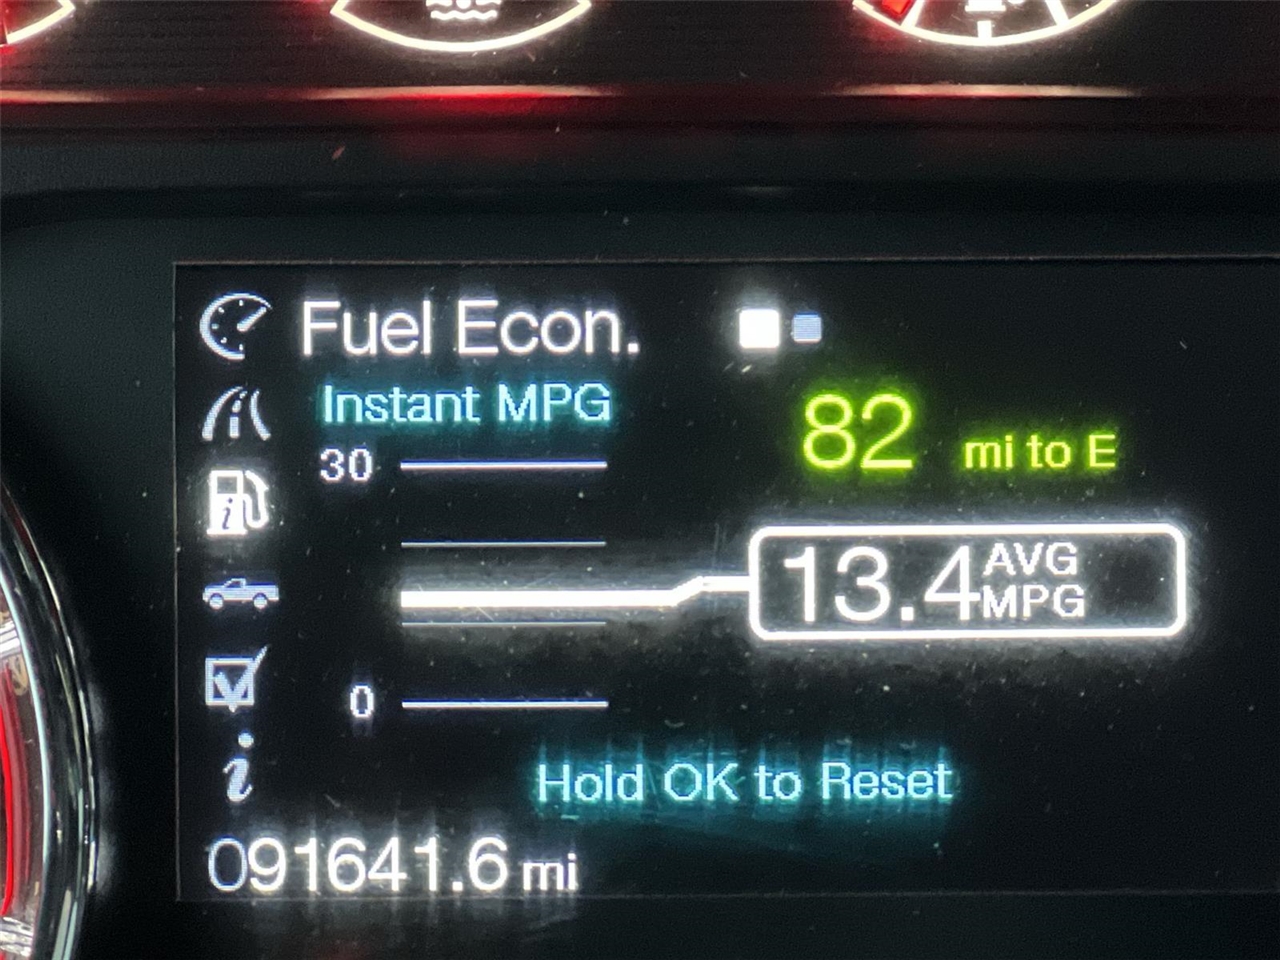 Fuel Econ.
Instant MPG
82 mi to E
30
13.4 AVG MPG
0
Hold OK to Reset
091641.6 mi